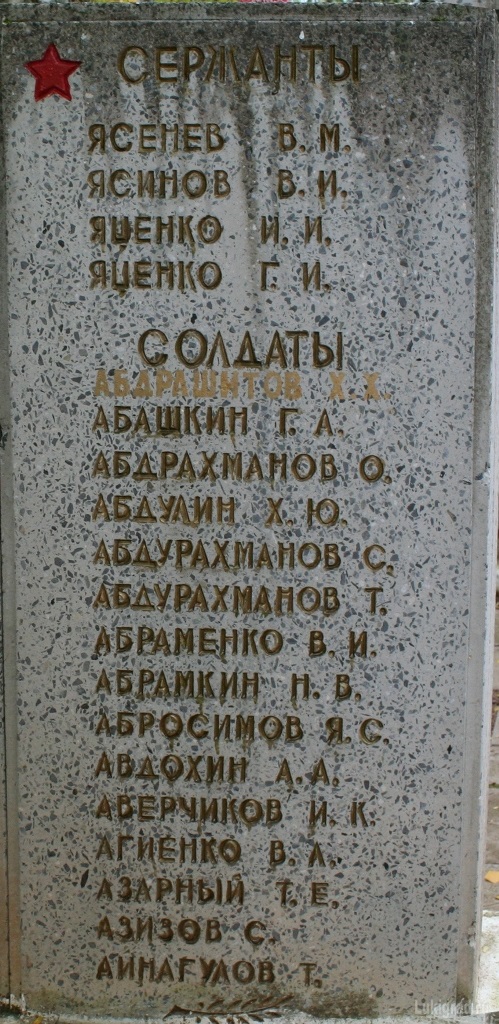 СЕРЖАНТЫ
ЯСЕНЕВ В. М.
ЯСИНОВ В. И.
ЯЦЕНКО И. И.
ЯЦЕНКО Г. И.
СОЛДАТЫ
АБДРАШИТОВ Х. Х.
АБАШКИН Г. А.
АБДРАХМАНОВ О.
АБДУЛИН Х. Ю.
АБДУРАХМАНОВ С.
АБДУРАХМАНОВ Т.
АБРАМЕНКО В. И.
АБРАМКИН Н. В.
АБРОСИМОВ Я. С.
АВДОХИН А. А.
АВЕРЧИКОВ И. К.
АГИЕНКО В. Л.
АЗАРНЫЙ Т. Е.
АЗИЗОВ С.
АИНАГУЛОВ Т.